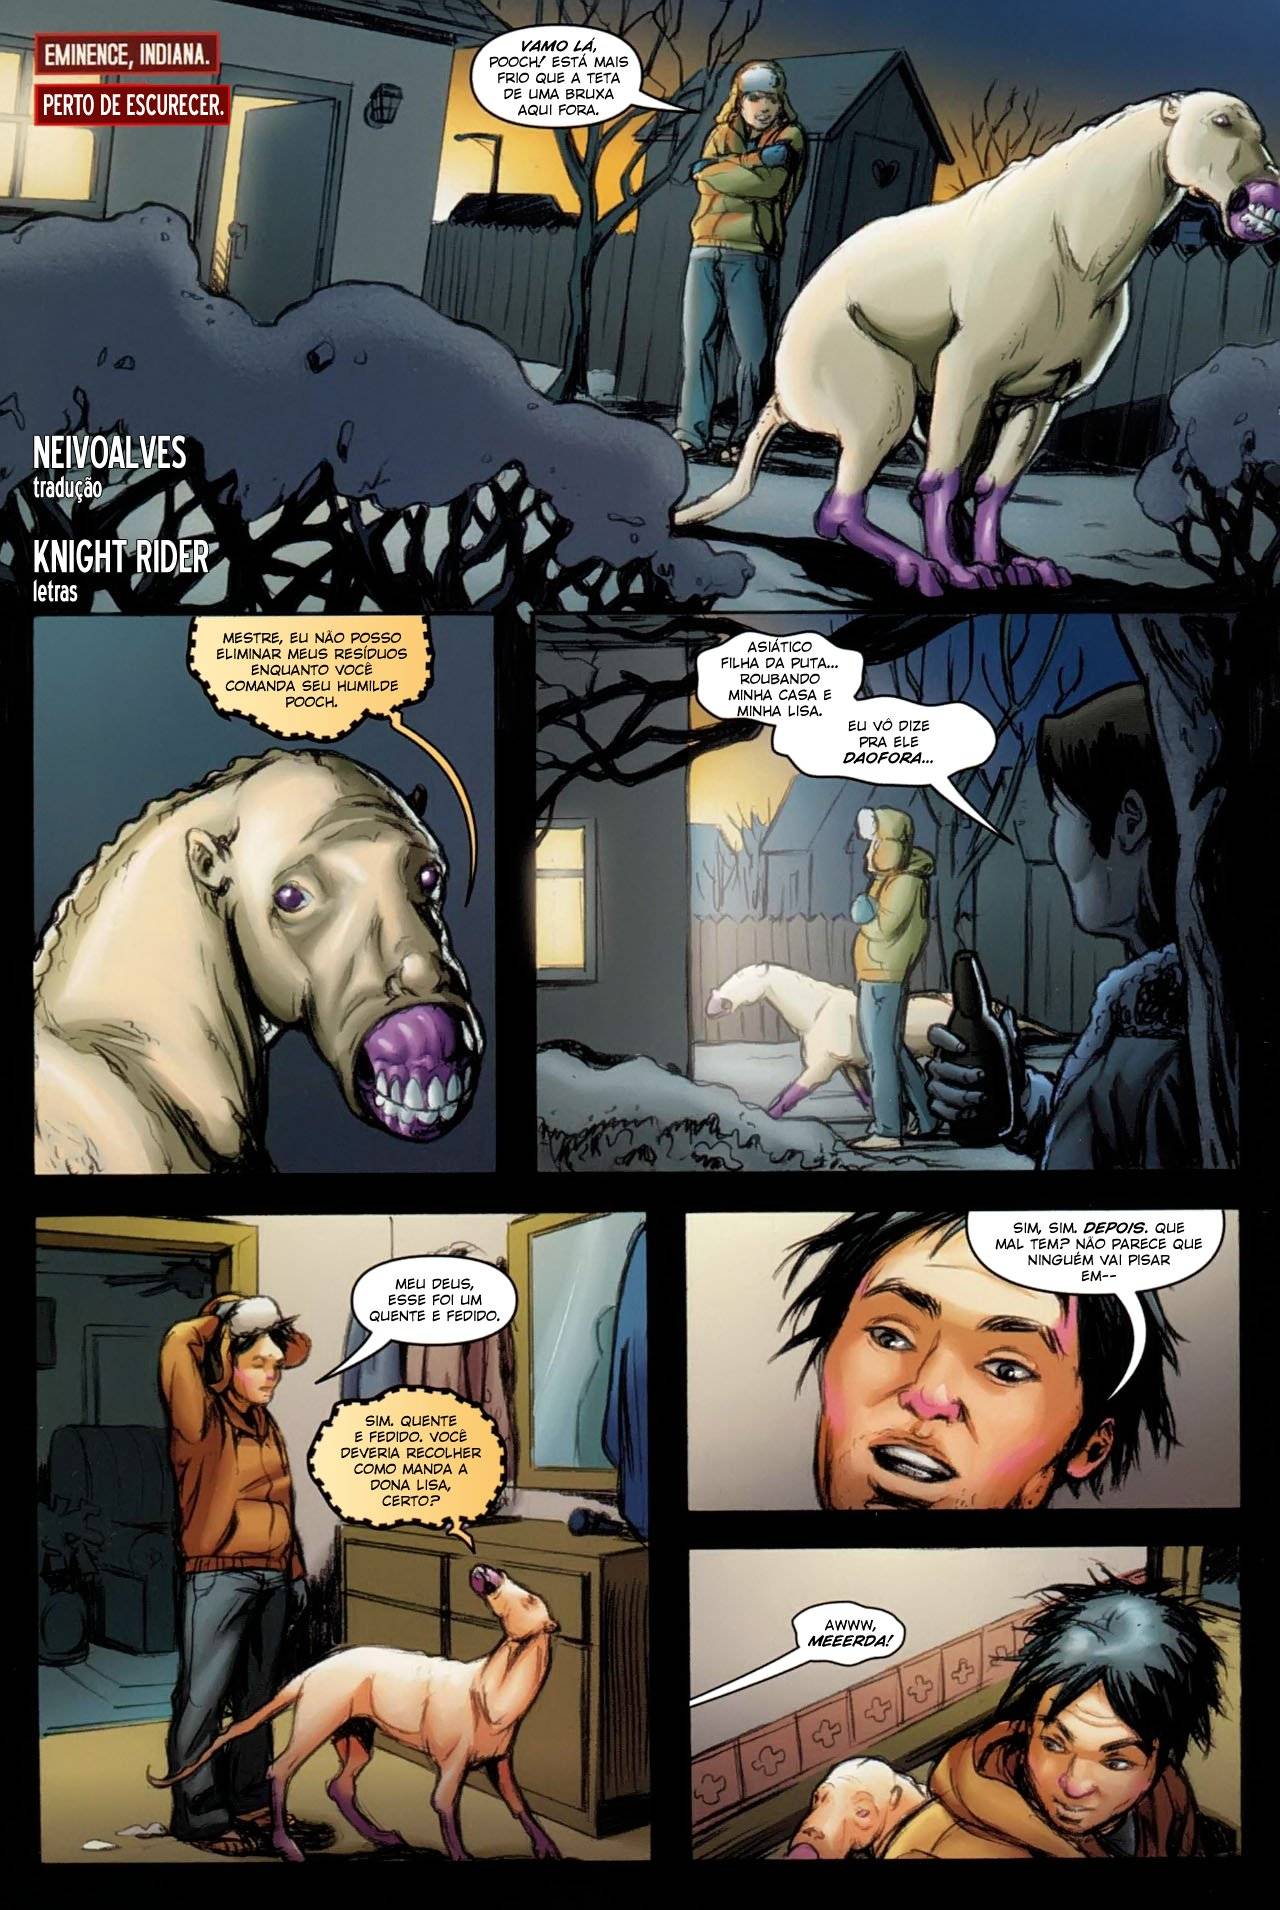 EMINENCE, INDIANA.
PERTO DE ESCURECER.
VAMO LÁ,
POOCH! ESTÁ MAIS
FRIO QUE A TETA
DE UMA BRUXA
AQUI FORA.
NEIVOALVES
tradução
KNIGHT RIDER
letras
MESTRE, EU NÃO POSSO
ELIMINAR MEUS RESÍDUOS
ENQUANTO VOCÊ
COMANDA SEU HUMILDE
POOCH.
ASIÁTICO
FILHA DA PUTA...
ROUBANDO
MINHA CASA E
MINHA LISA.
EU VÔ DIZE
PRA ELE
DAOFORA...
MEU DEUS,
ESSE FOI UM
QUENTE E FEDIDO.
SIM. QUENTE
E FEDIDO. VOCÊ
DEVERIA RECOLHER
COMO MANDA A
DONA LISA,
CERTO?
SIM, SIM. DEPOIS. QUE
MAL TEM? NÃO PARECE QUE
NINGUÉM VAI PISAR
EM--
AWWW,
MEEERDA!